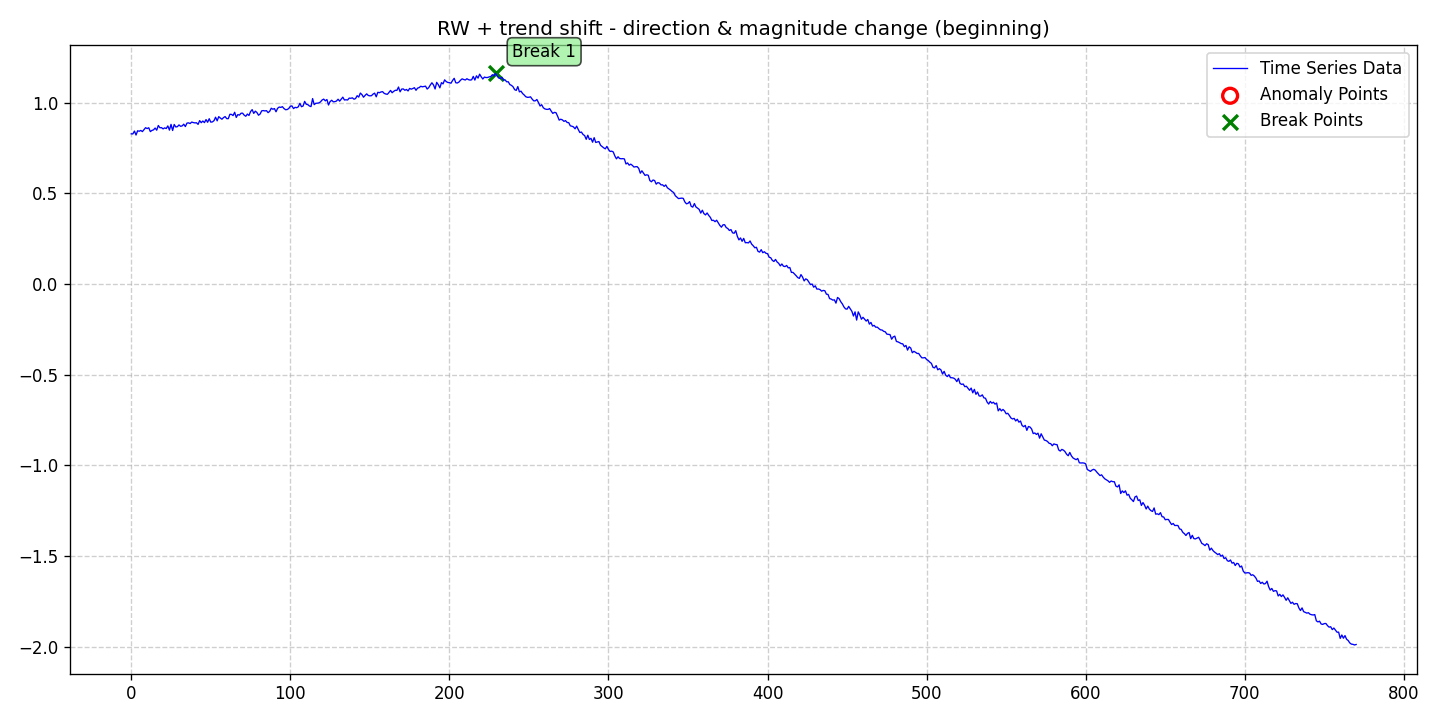 RW + trend shift - direction & magnitude change (beginning)
Break 1
Time Series Data
Anomaly Points
Break Points
1.0
0.5
0.0
−0.5
−1.0
−1.5
−2.0
0 100 200 300 400 500 600 700 800